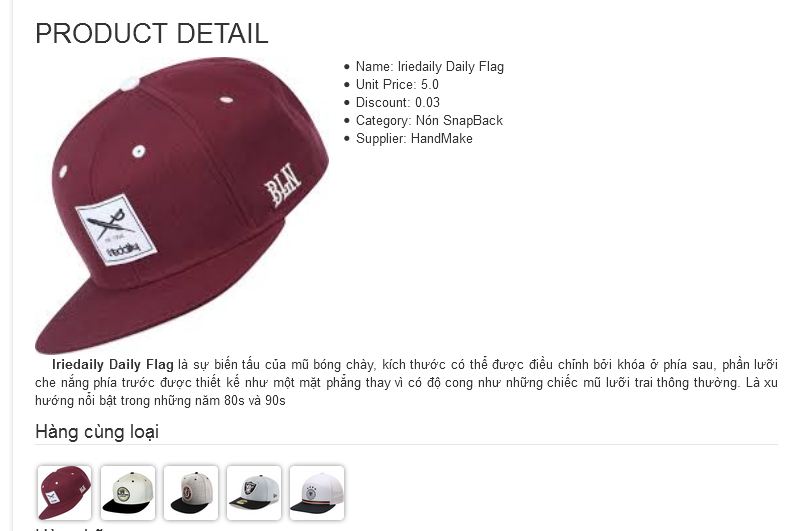 PRODUCT DETAIL
Name: Iriedaily Daily Flag
Unit Price: 5.0
Discount: 0.03
Category: Nón SnapBack
Supplier: HandMake
BLN
iriedaily
Iriedaily Daily Flag là sự biến tấu của mũ bóng chày, kích thước có thể được điều chỉnh bởi khóa ở phía sau, phần lưỡi
che nắng phía trước được thiết kế như một mặt phẳng thay vì có độ cong như những chiếc mũ lưỡi trai thông thường. Là xu
hướng nổi bật trong những năm 80s và 90s
Hàng cùng loại